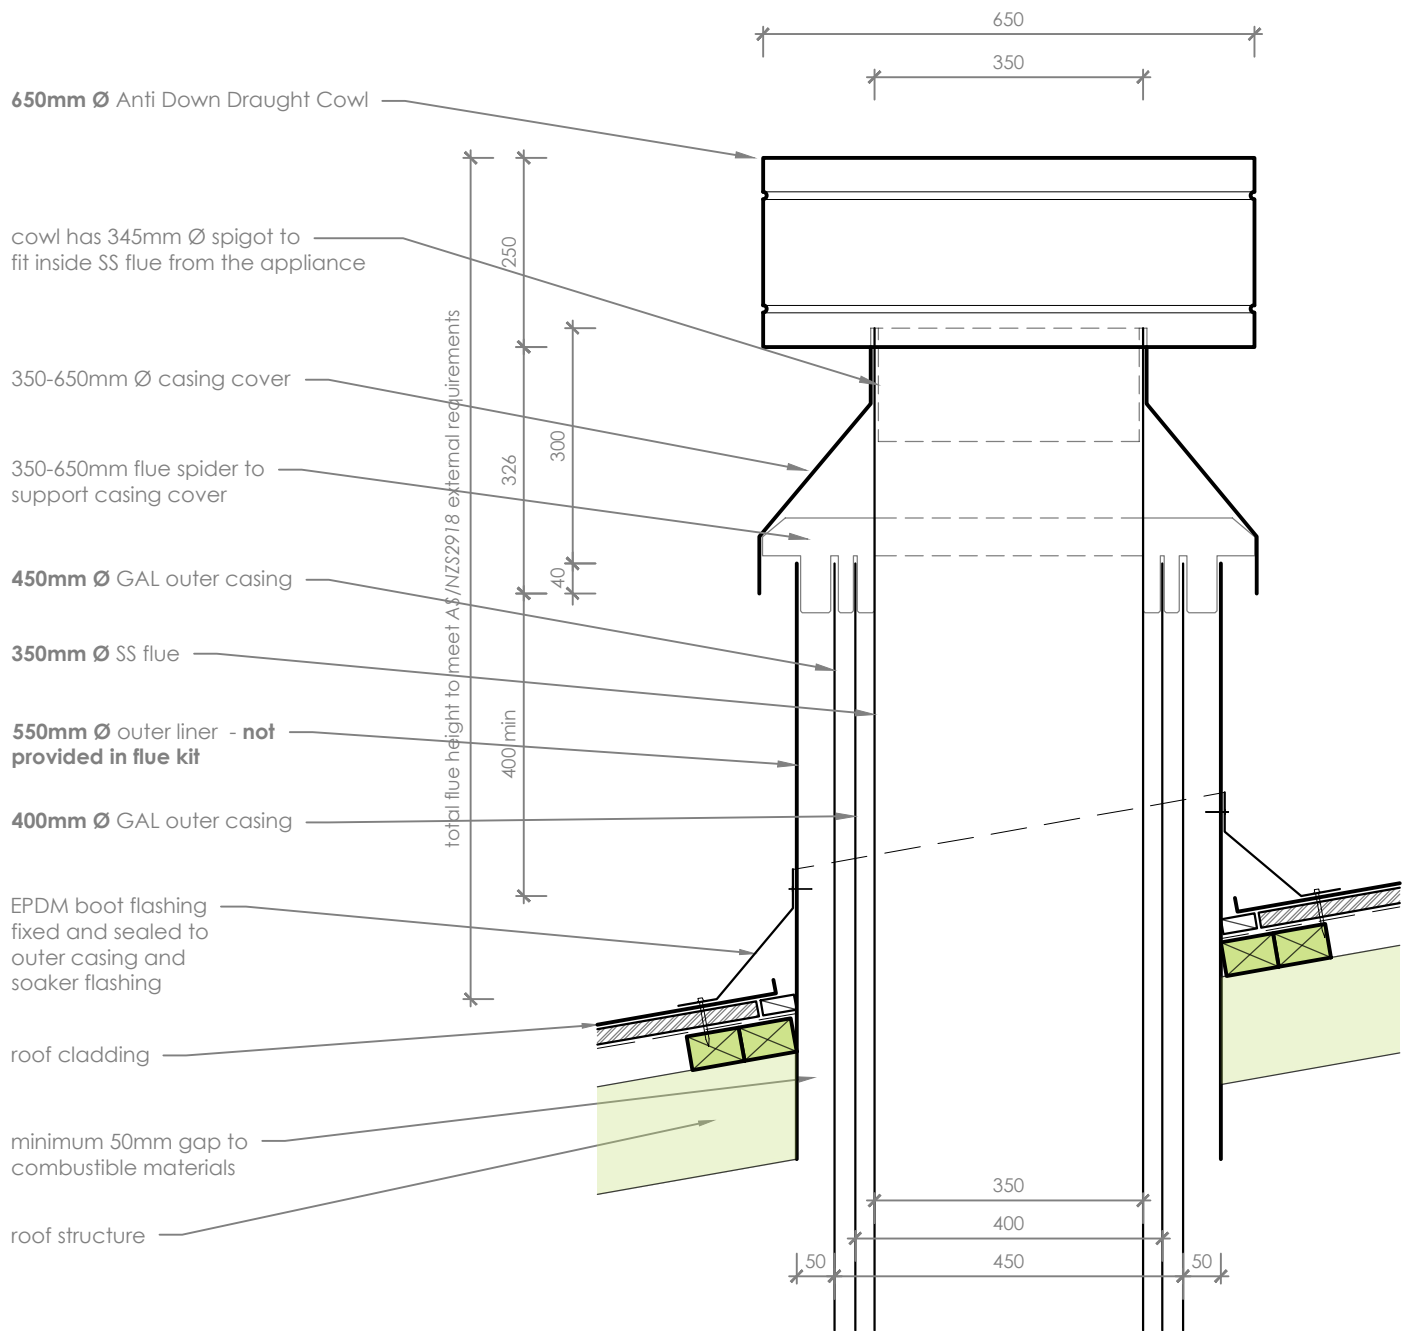 650
350
650mm Ø Anti Down Draught Cowl
cowl has 345mm Ø spigot to
fit inside SS flue from the appliance
250
350-650mm Ø casing cover
300
326
350-650mm flue spider to
support casing cover
450mm Ø GAL outer casing
40
total flue height to meet AS/NZS2918 external requirements
350mm Ø SS flue
550mm Ø outer liner - not
provided in flue kit
400 min
400mm Ø GAL outer casing
EPDM boot flashing
fixed and sealed to
outer casing and
soaker flashing
roof cladding
minimum 50mm gap to
combustible materials
roof structure
350
400
50
450
50